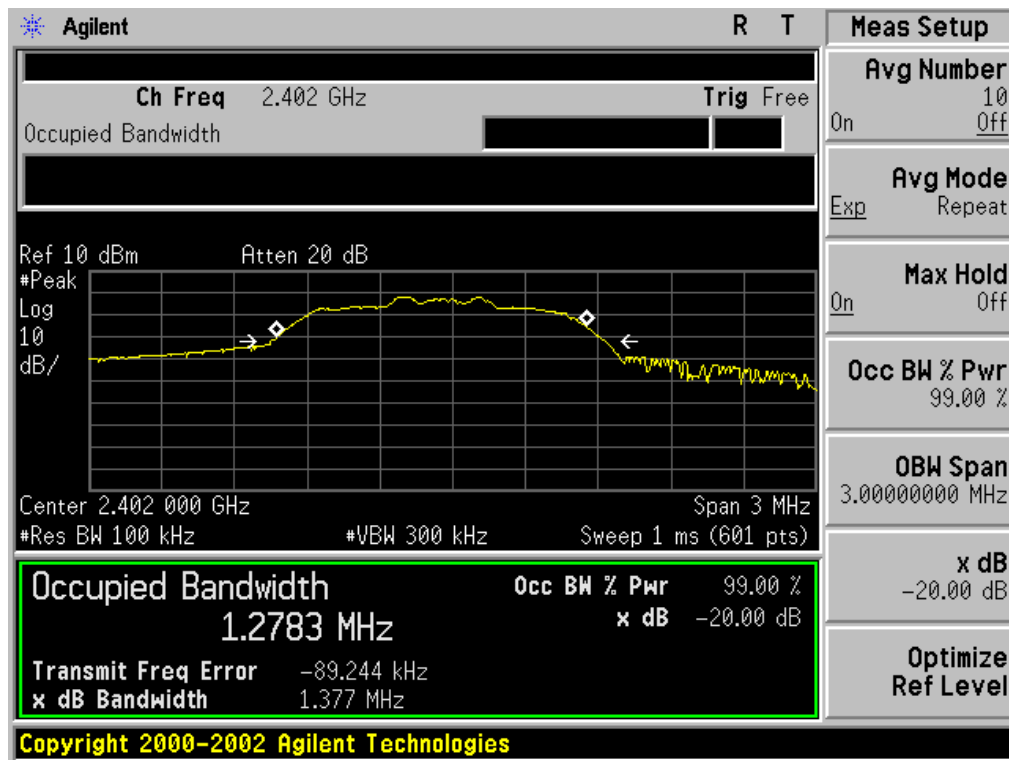 Agilent R T
Ch Freq 2.402 GHz Trig Free
Occupied Bandwidth
Ref 10 dBm Atten 20 dB
#Peak
Log
10
dB/
Center 2.402 000 GHz Span 3 MHz
#Res BW 100 kHz #VBW 300 kHz Sweep 1 ms (601 pts)
Occupied Bandwidth Occ BW % Pwr 99.00 %
1.2783 MHz x dB -20.00 dB
Transmit Freq Error -89.244 kHz
x dB Bandwidth 1.377 MHz
Copyright 2000-2002 Agilent Technologies
Meas Setup
Avg Number
10
On Off
Avg Mode
Exp Repeat
Max Hold
On Off
Occ BW % Pwr
99.00 %
OBW Span
3.00000000 MHz
x dB
-20.00 dB
Optimize
Ref Level